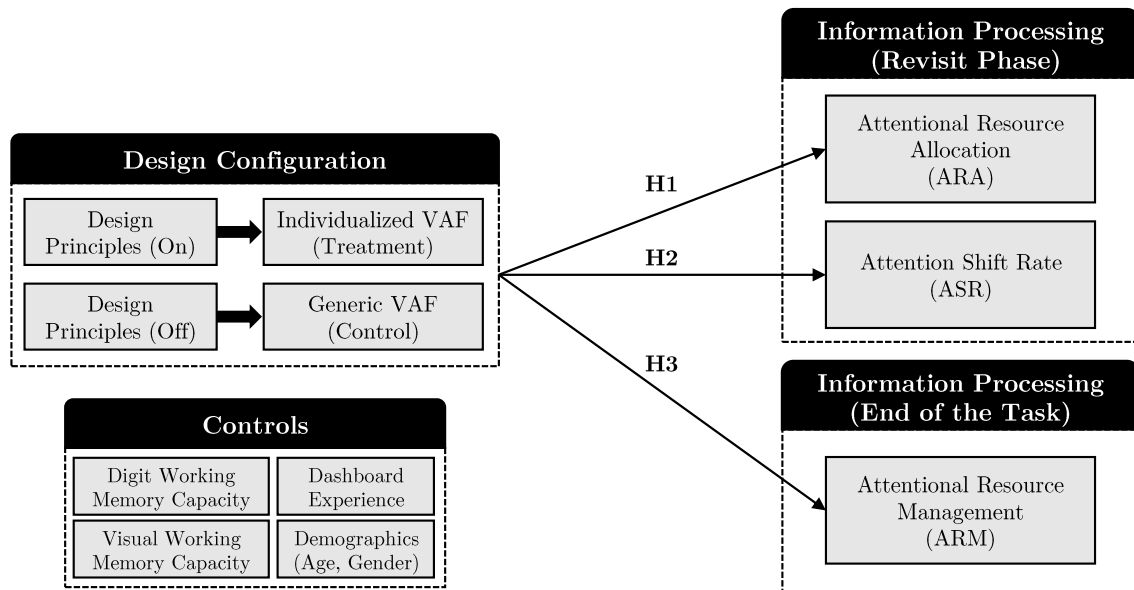 Design Configuration
Design
Principles (On)
Individualized VAF
(Treatment)
Design
Principles (Off)
Generic VAF
(Control)
Controls
Digit Working
Memory Capacity
Dashboard
Experience
Visual Working
Memory Capacity
Demographics
(Age, Gender)
H1
H2
H3
Information Processing
(Revisit Phase)
Attentional Resource
Allocation
(ARA)
Attention Shift Rate
(ASR)
Information Processing
(End of the Task)
Attentional Resource
Management
(ARM)